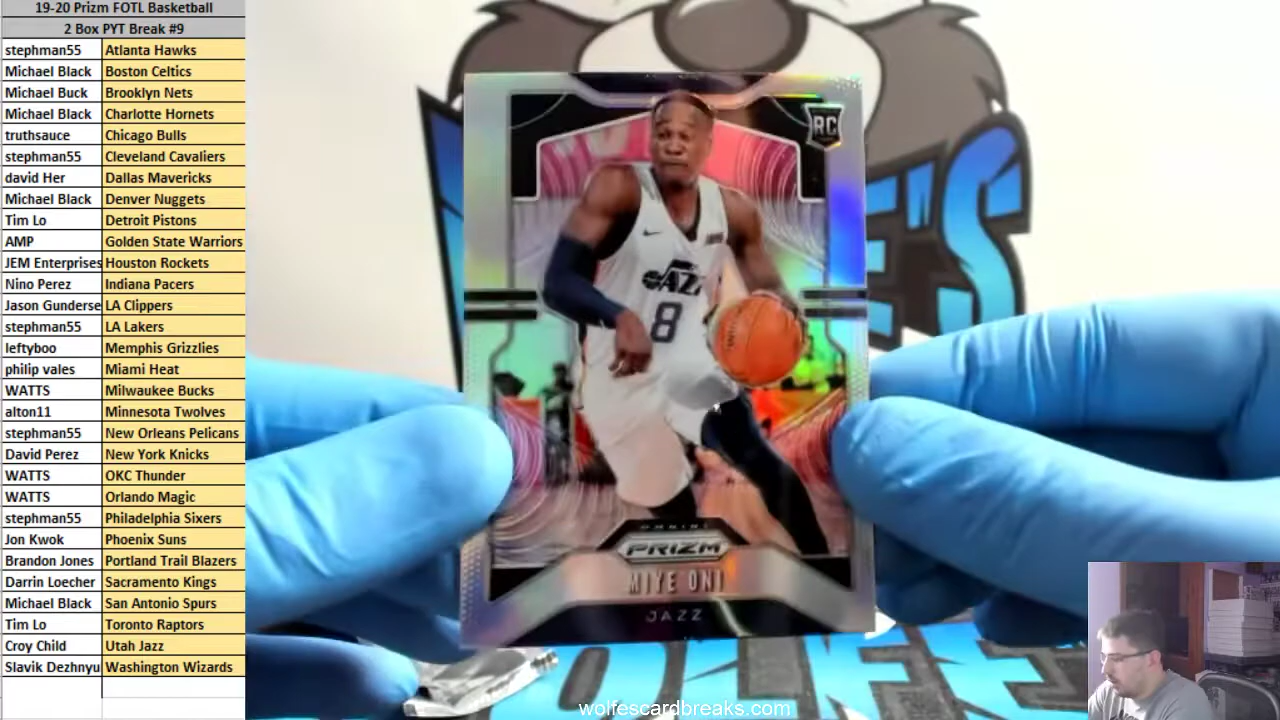 19-20 Prizm FOTL Basketball
2 Box PYT Break #9
stephman55 Atlanta Hawks
Michael Black Boston Celtics
Michael Buck Brooklyn Nets
Michael Black Charlotte Hornets
truthsauce Chicago Bulls
stephman55 Cleveland Cavaliers
david Her Dallas Mavericks
Michael Black Denver Nuggets
Tim Lo Detroit Pistons
AMP Golden State Warriors
JEM Enterprises Houston Rockets
Nino Perez Indiana Pacers
Jason Gunderse LA Clippers
stephman55 LA Lakers
leftyboo Memphis Grizzlies
philip vales Miami Heat
WATTS Milwaukee Bucks
alton11 Minnesota Twolves
stephman55 New Orleans Pelicans
David Perez New York Knicks
WATTS OKC Thunder
WATTS Orlando Magic
stephman55 Philadelphia Sixers
Jon Kwok Phoenix Suns
Brandon Jones Portland Trail Blazers
Darrin Loecher Sacramento Kings
Michael Black San Antonio Spurs
Tim Lo Toronto Raptors
Croy Child Utah Jazz
Slavik Dezhnyu Washington Wizards
RC
E'S
JAZZ
8
PANINI
PRIZM
MIYE ONI
JAZZ
OLFE
wolfescardbreaks.com